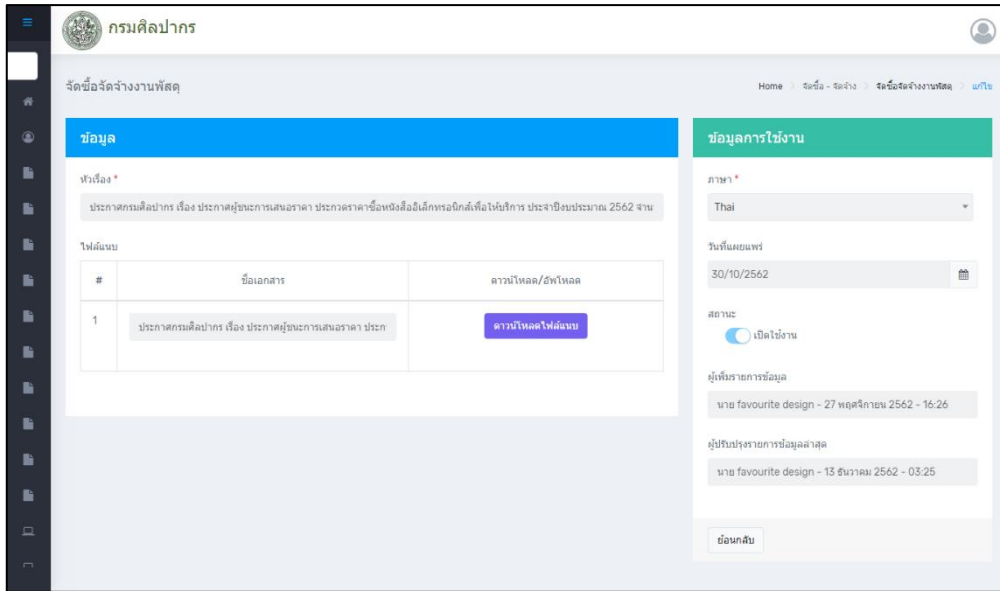 กรมศิลปากร
จัดซื้อจัดจ้างงานพัสดุ
Home > จัดซื้อ - จัดจ้าง > จัดซื้อจัดจ้างงานพัสดุ > แก้ไข
ข้อมูล
หัวเรื่อง *
ประกาศกรมศิลปากร เรื่อง ประกาศผู้ชนะการเสนอราคา ประกวดราคาซื้อหนังสืออิเล็กทรอนิกส์เพื่อให้บริการ ประจำปีงบประมาณ 2562 จำน
ไฟล์แนบ
# ชื่อเอกสาร ดาวน์โหลด/อัพโหลด
1 ประกาศกรมศิลปากร เรื่อง ประกาศผู้ชนะการเสนอราคา ประก ดาวน์โหลดไฟล์แนบ
ข้อมูลการใช้งาน
ภาษา *
Thai
วันที่เผยแพร่
30/10/2562
สถานะ
เปิดใช้งาน
ผู้เพิ่มรายการข้อมูล
นาย favourite design - 27 พฤศจิกายน 2562 - 16:26
ผู้ปรับปรุงรายการข้อมูลล่าสุด
นาย favourite design - 13 ธันวาคม 2562 - 03:25
ย้อนกลับ